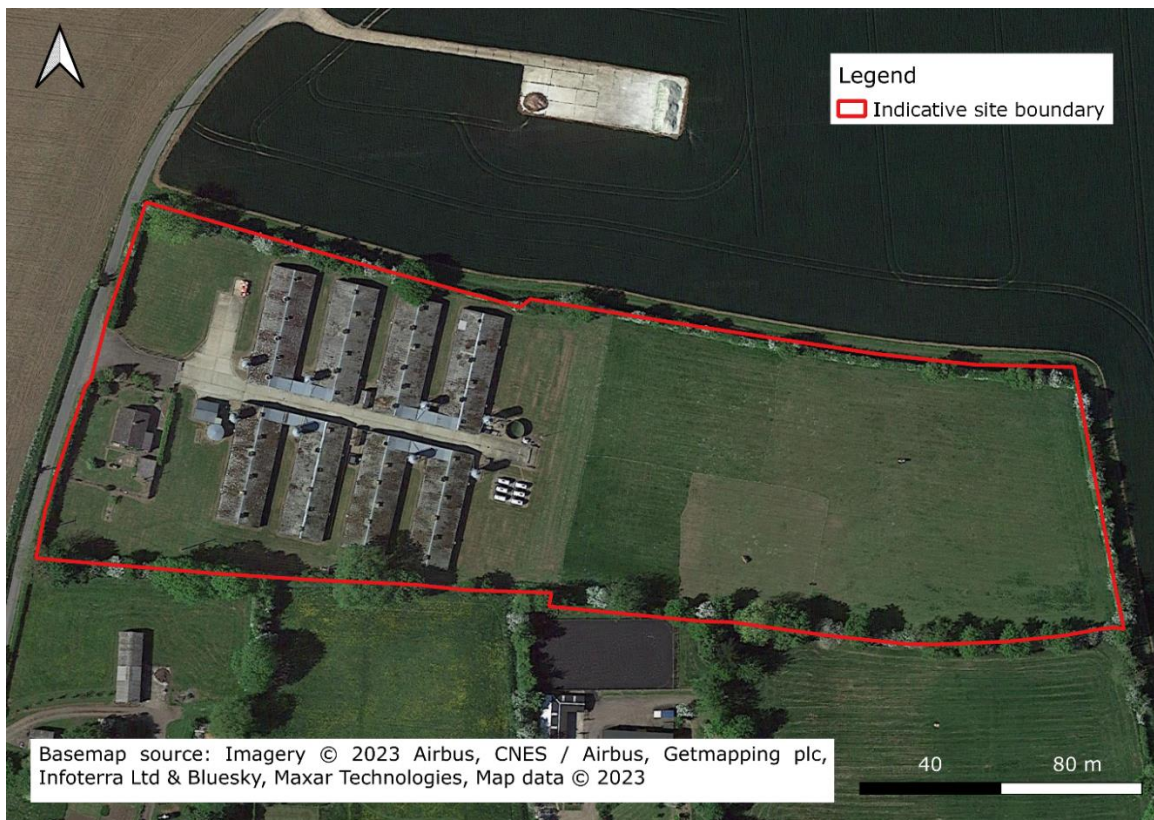 Legend
Indicative site boundary
Basemap source: Imagery © 2023 Airbus, CNES / Airbus, Getmapping plc,
Infoterra Ltd & Bluesky, Maxar Technologies, Map data © 2023
40 80 m